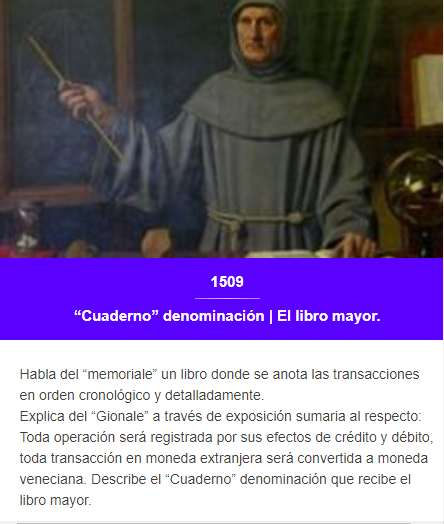 1509
“Cuaderno” denominación | El libro mayor.
Habla del “memoriale” un libro donde se anota las transacciones
en orden cronológico y detalladamente.
Explica del “Gionale” a través de exposición sumaria al respecto:
Toda operación será registrada por sus efectos de crédito y débito,
toda transacción en moneda extranjera será convertida a moneda
veneciana. Describe el “Cuaderno” denominación que recibe el
libro mayor.